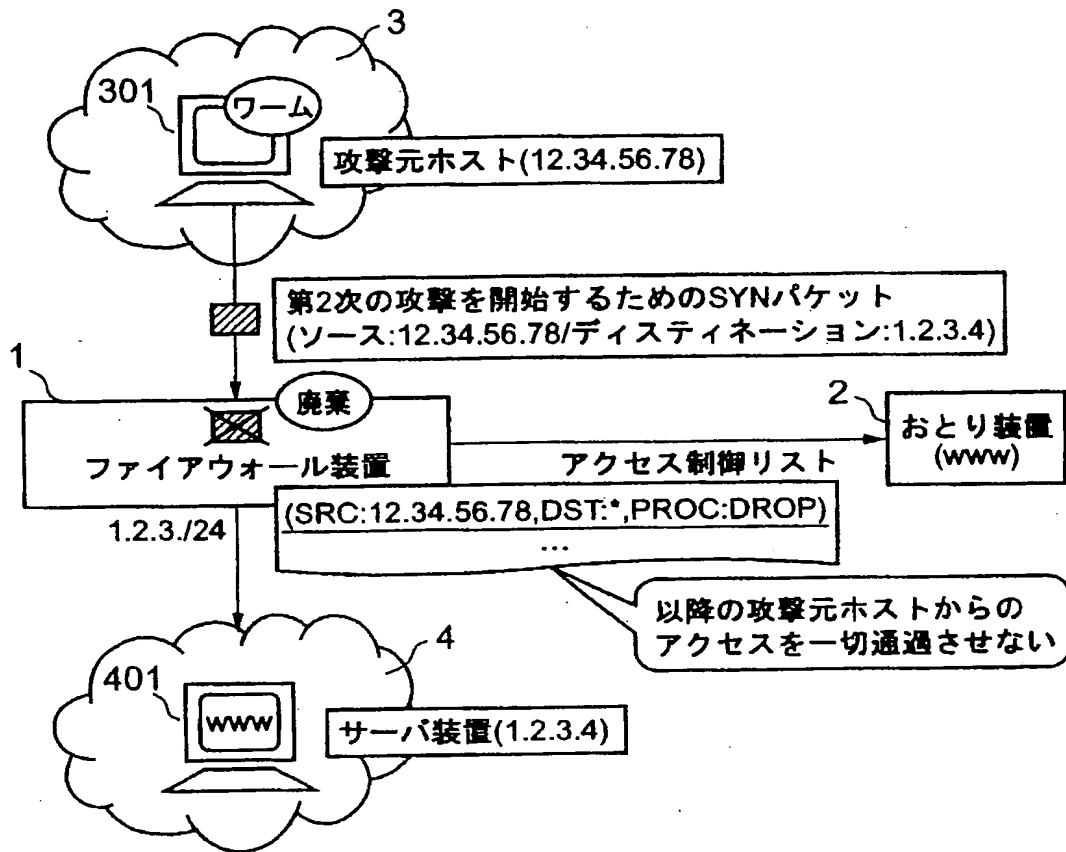 3
301
ワーム
攻撃元ホスト(12.34.56.78)
第2次の攻撃を開始するためのSYNパケット
(ソース:12.34.56.78/ディスティネーション:1.2.3.4)
1
廃棄
ファイアウォール装置
2
おとり装置
(WWW)
アクセス制御リスト
(SRC:12.34.56.78,DST:*,PROC:DROP)
…
1.2.3./24
以降の攻撃元ホストからの
アクセスを一切通過させない
4
401
WWW
サーバ装置(1.2.3.4)